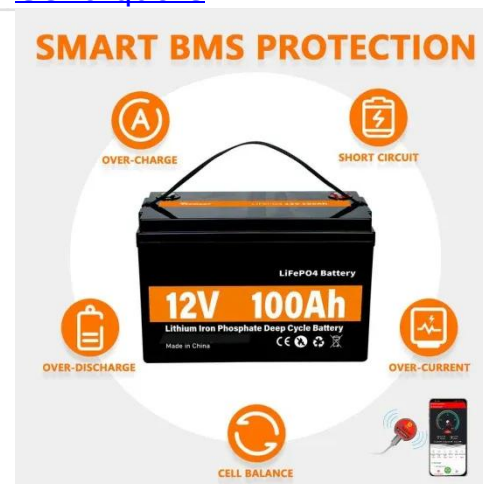 SMART BMS PROTECTION
OVER-CHARGE
SHORT CIRCUIT
LiFePO4 Battery
12V 100Ah
Lithium Iron Phosphate Deep Cycle Battery
Made in China
CE
OVER-DISCHARGE
OVER-CURRENT
CELL BALANCE